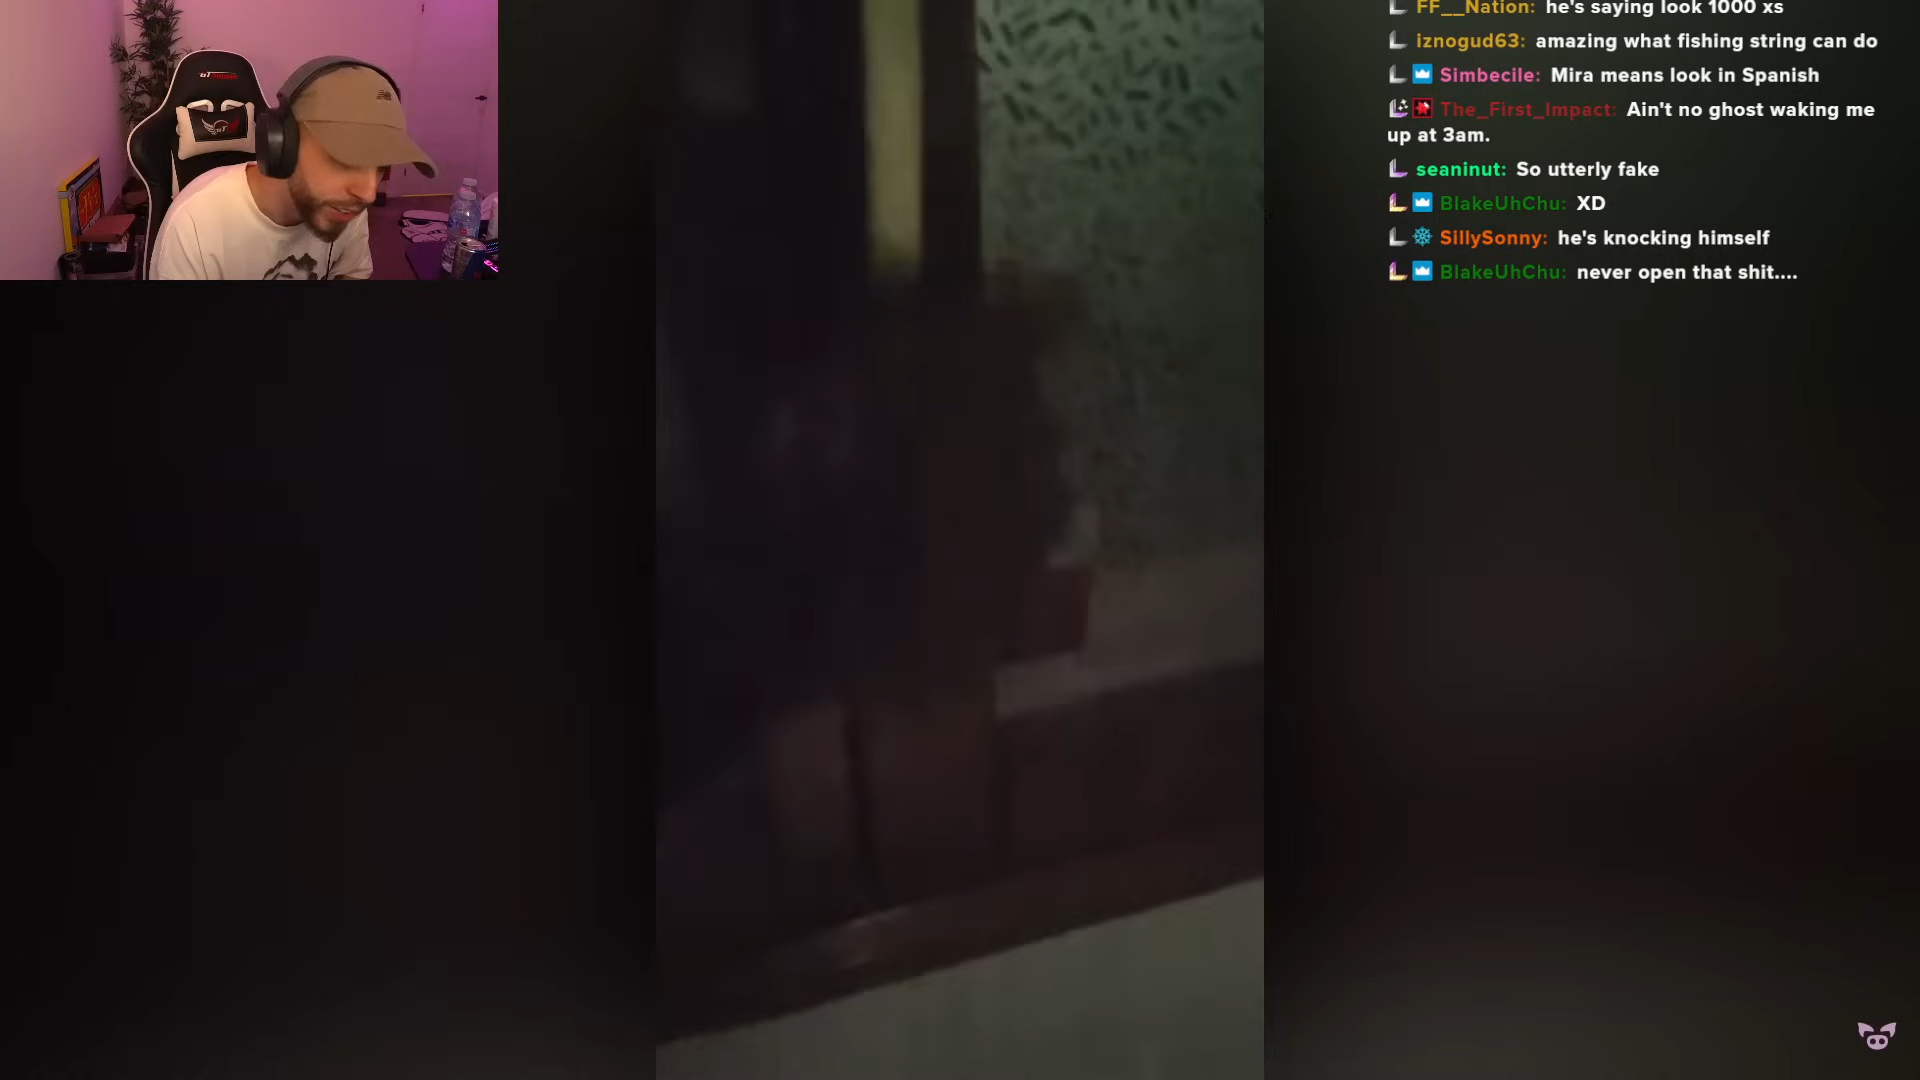 FF__Nation: he's saying look 1000 xs
iznogud63: amazing what fishing string can do
Simbecile: Mira means look in Spanish
The_First_Impact: Ain't no ghost waking me
up at 3am.
seaninut: So utterly fake
BlakeUhChu: XD
SillySonny: he's knocking himself
BlakeUhChu: never open that shit....